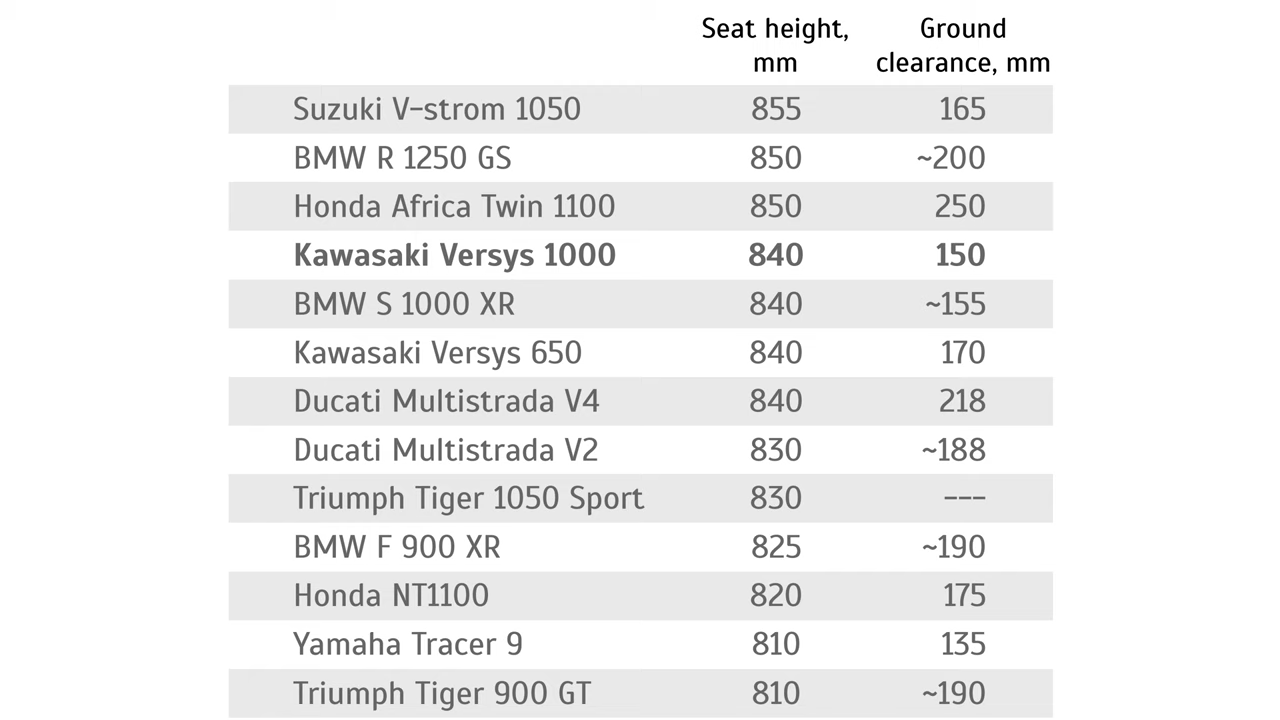 Seat height, mm Ground clearance, mm
Suzuki V-strom 1050 855 165
BMW R 1250 GS 850 ~200
Honda Africa Twin 1100 850 250
Kawasaki Versys 1000 840 150
BMW S 1000 XR 840 ~155
Kawasaki Versys 650 840 170
Ducati Multistrada V4 840 218
Ducati Multistrada V2 830 ~188
Triumph Tiger 1050 Sport 830 ---
BMW F 900 XR 825 ~190
Honda NT1100 820 175
Yamaha Tracer 9 810 135
Triumph Tiger 900 GT 810 ~190